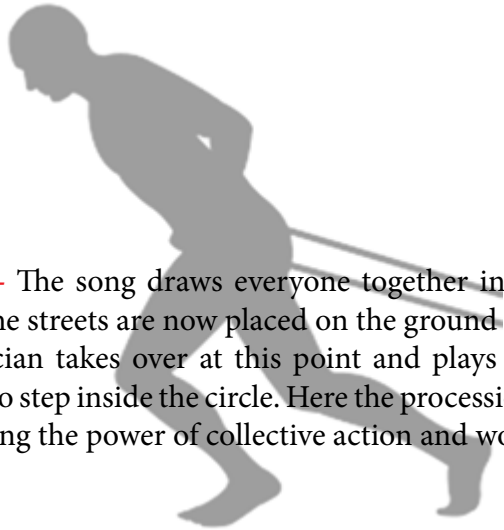 - The song draws everyone together in
streets are now placed on the ground
takes over at this point and plays
step inside the circle. Here the
the power of collective action and